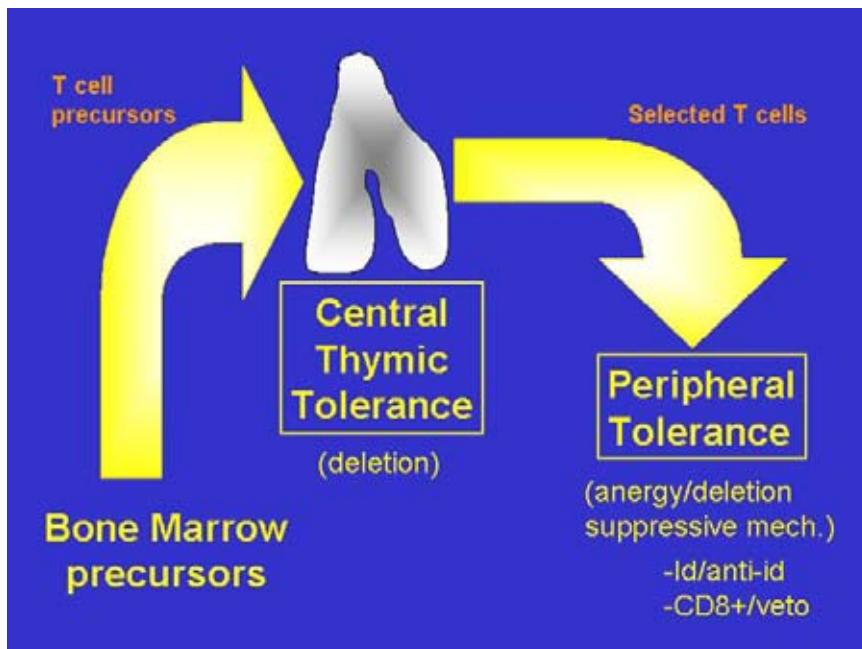 T cell
precursors
Selected T cells
Central
Thymic
Tolerance
(deletion)
Bone Marrow
precursors
Peripheral
Tolerance
(anergy/deletion
suppressive mech.)
-Id/anti-id
-CD8+/veto